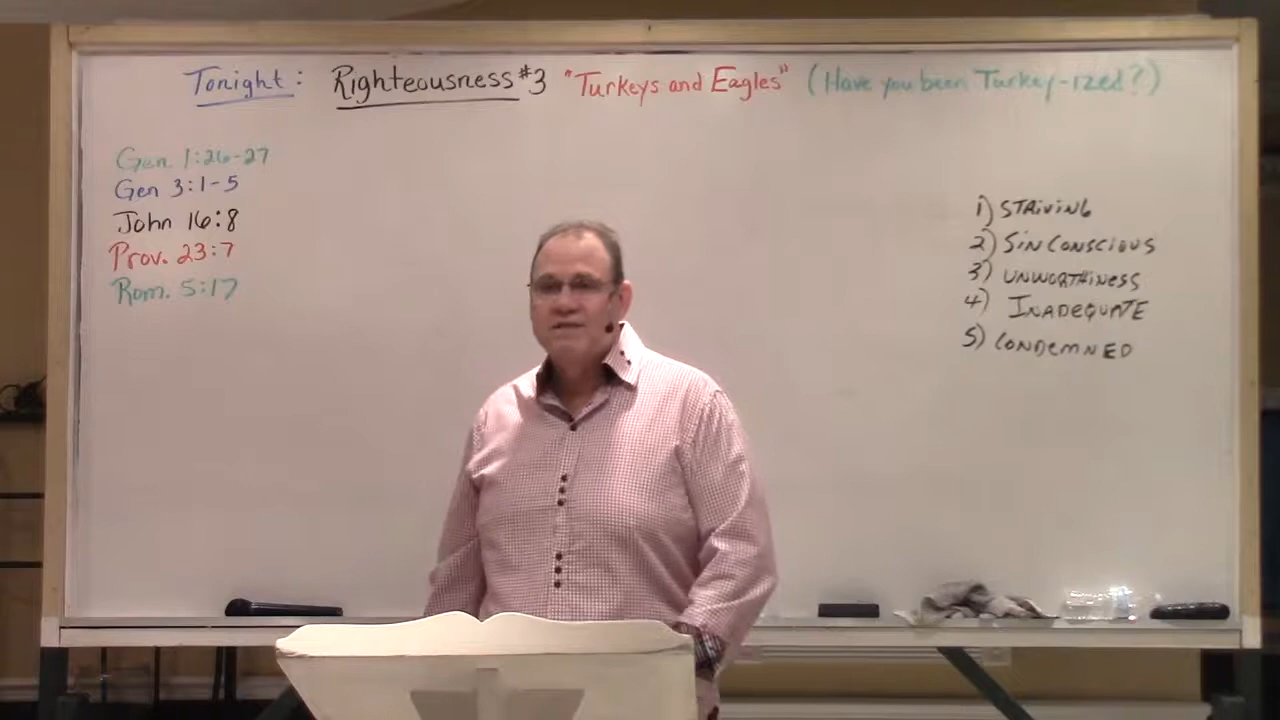 Tonight: Righteousness #3 "Turkeys and Eagles" (Have you been Turkey-ized?)
Gen 1:26-27
Gen 3:1-5
John 16:8
Prov. 23:7
Rom. 5:17
1) STRIVING
2) SIN CONSCIOUS
3) UNWORTHINESS
4) INADEQUATE
5) CONDEMNED